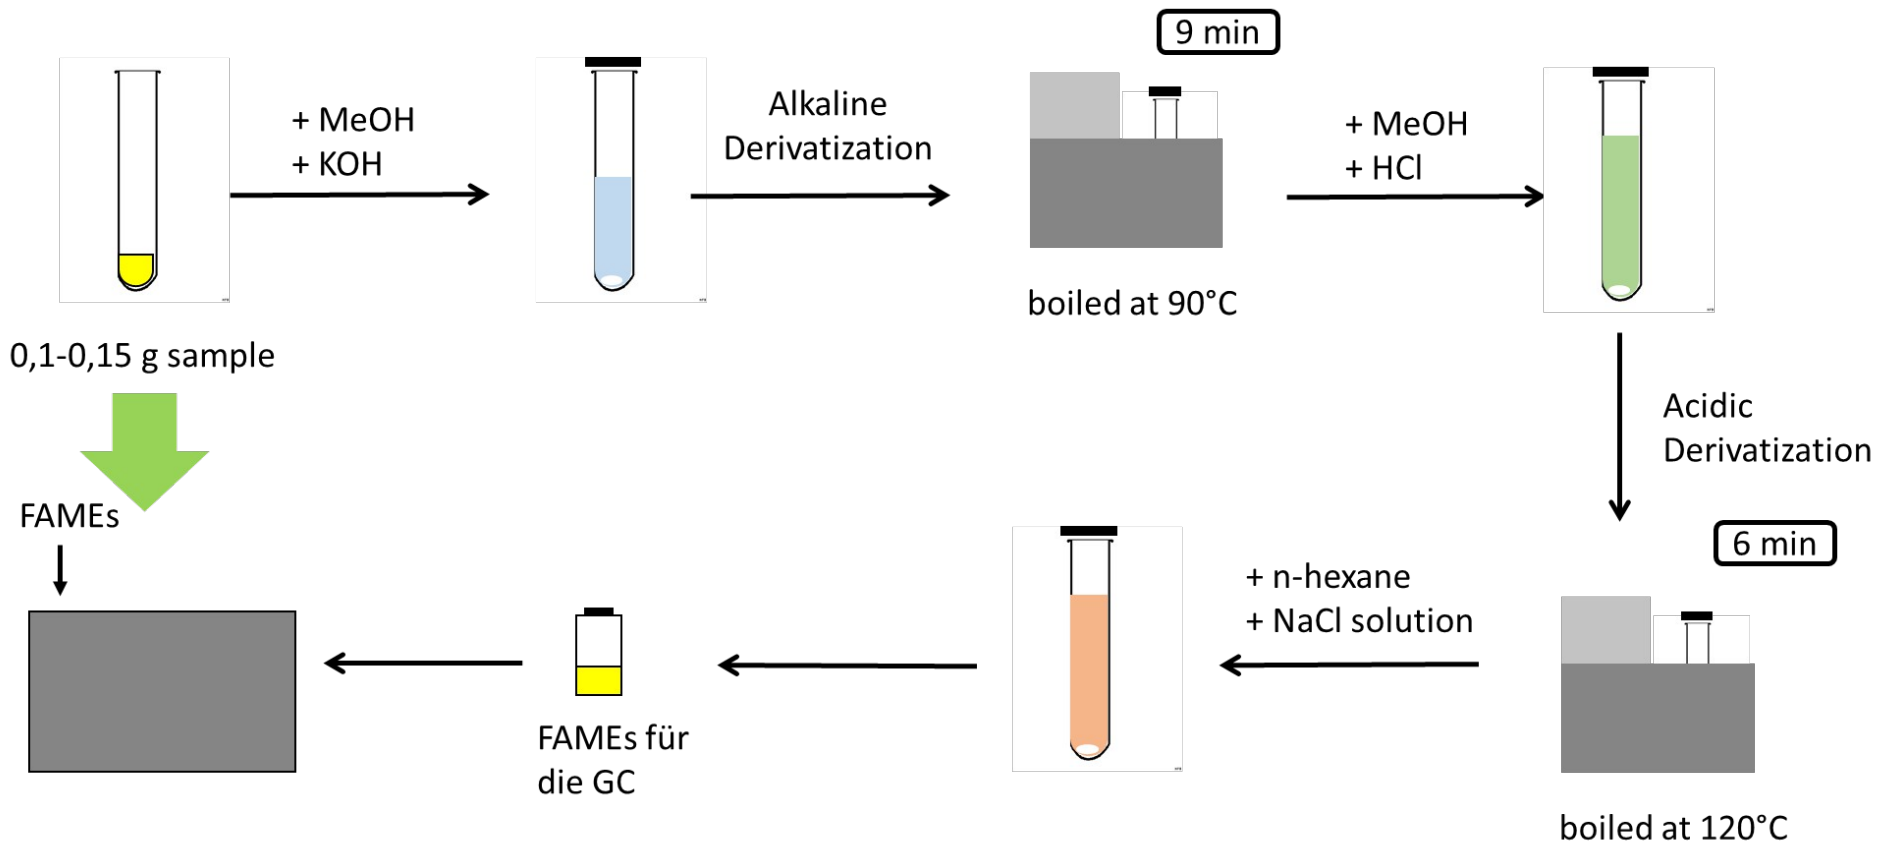 9 min
+ MeOH
+ KOH
Alkaline
Derivatization
+ MeOH
+ HCl
boiled at 90°C
0,1-0,15 g sample
Acidic
Derivatization
FAMEs
6 min
+ n-hexane
+ NaCl solution
FAMEs für
die GC
boiled at 120°C